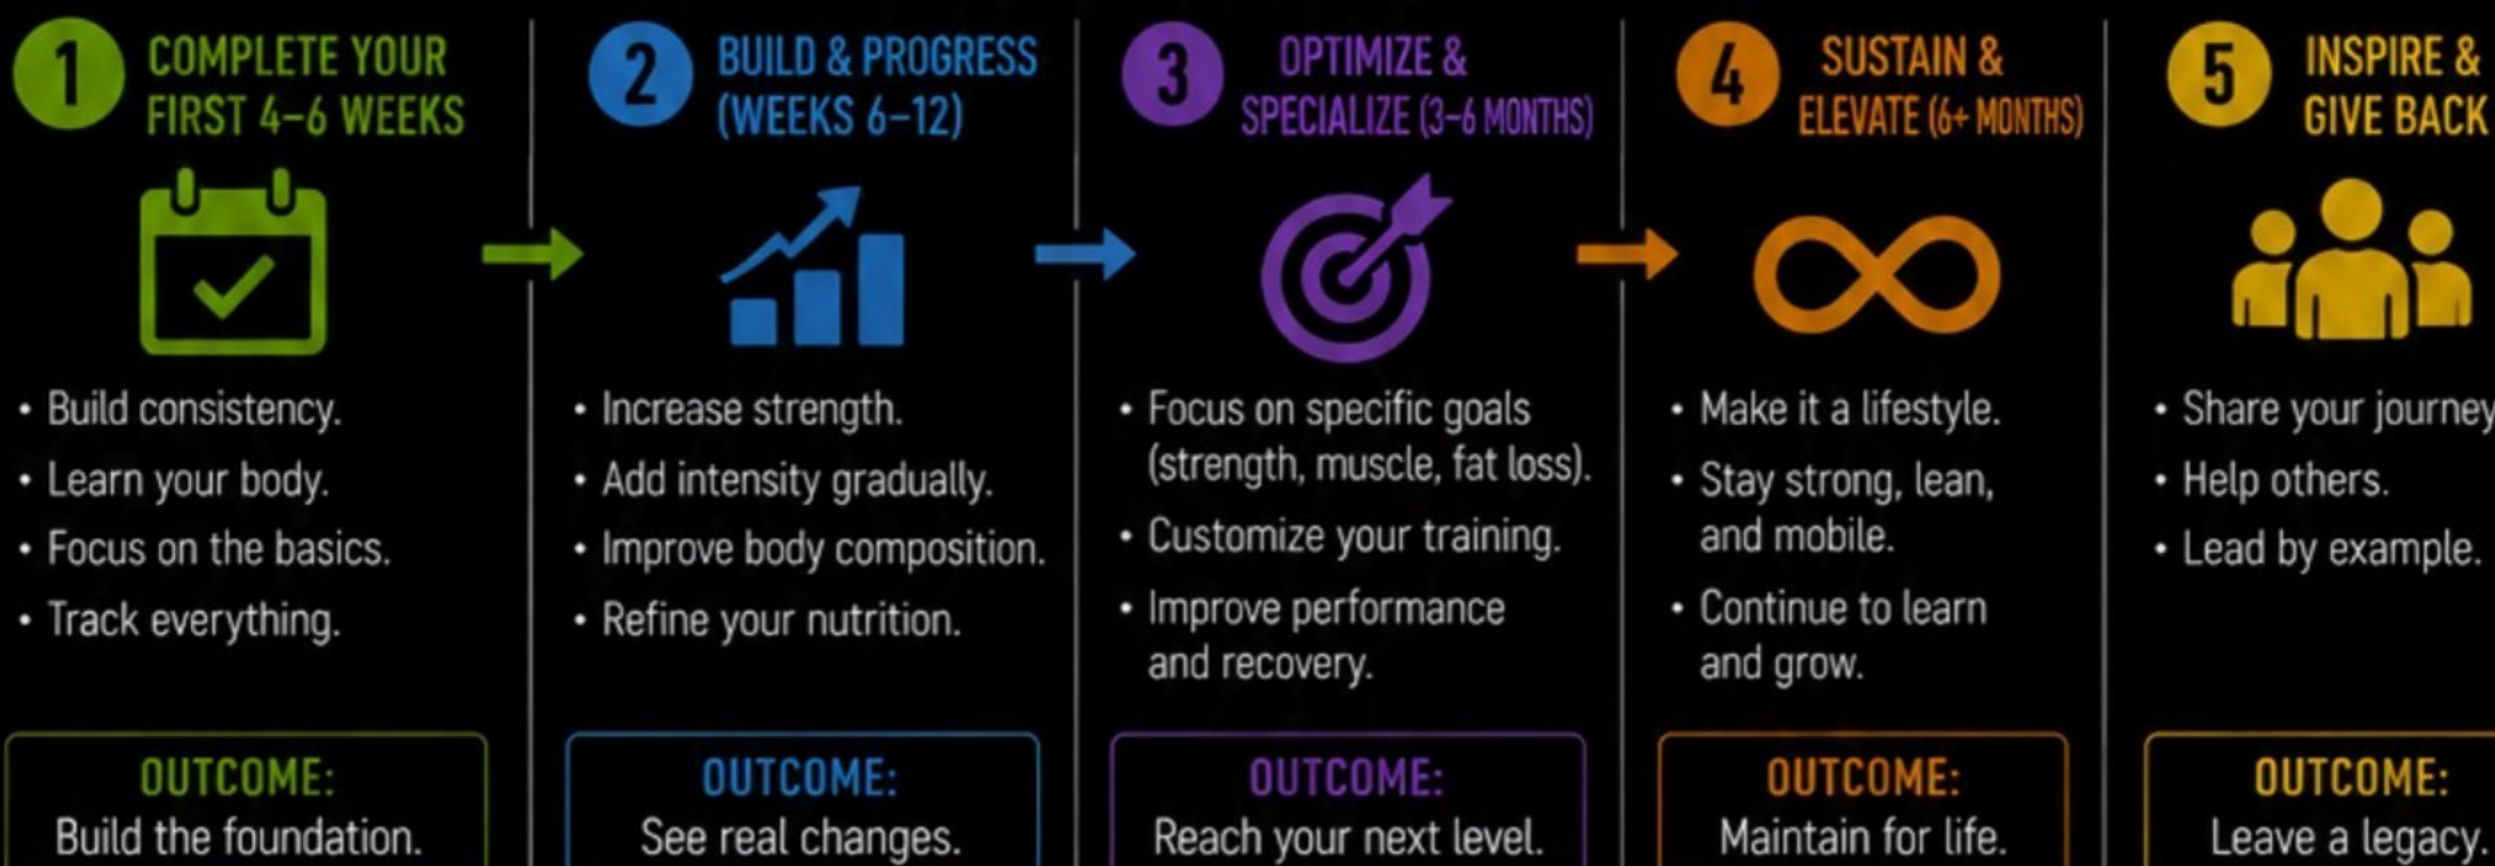 1
COMPLETE YOUR
FIRST 4–6 WEEKS
• Build consistency.
• Learn your body.
• Focus on the basics.
• Track everything.
OUTCOME:
Build the foundation.
2
BUILD & PROGRESS
(WEEKS 6–12)
• Increase strength.
• Add intensity gradually.
• Improve body composition.
• Refine your nutrition.
OUTCOME:
See real changes.
3
OPTIMIZE &
SPECIALIZE (3–6 MONTHS)
• Focus on specific goals
(strength, muscle, fat loss).
• Customize your training.
• Improve performance
and recovery.
OUTCOME:
Reach your next level.
4
SUSTAIN &
ELEVATE (6+ MONTHS)
• Make it a lifestyle.
• Stay strong, lean,
and mobile.
• Continue to learn
and grow.
OUTCOME:
Maintain for life.
5
INSPIRE &
GIVE BACK
• Share your journey
• Help others.
• Lead by example.
OUTCOME:
Leave a legacy.